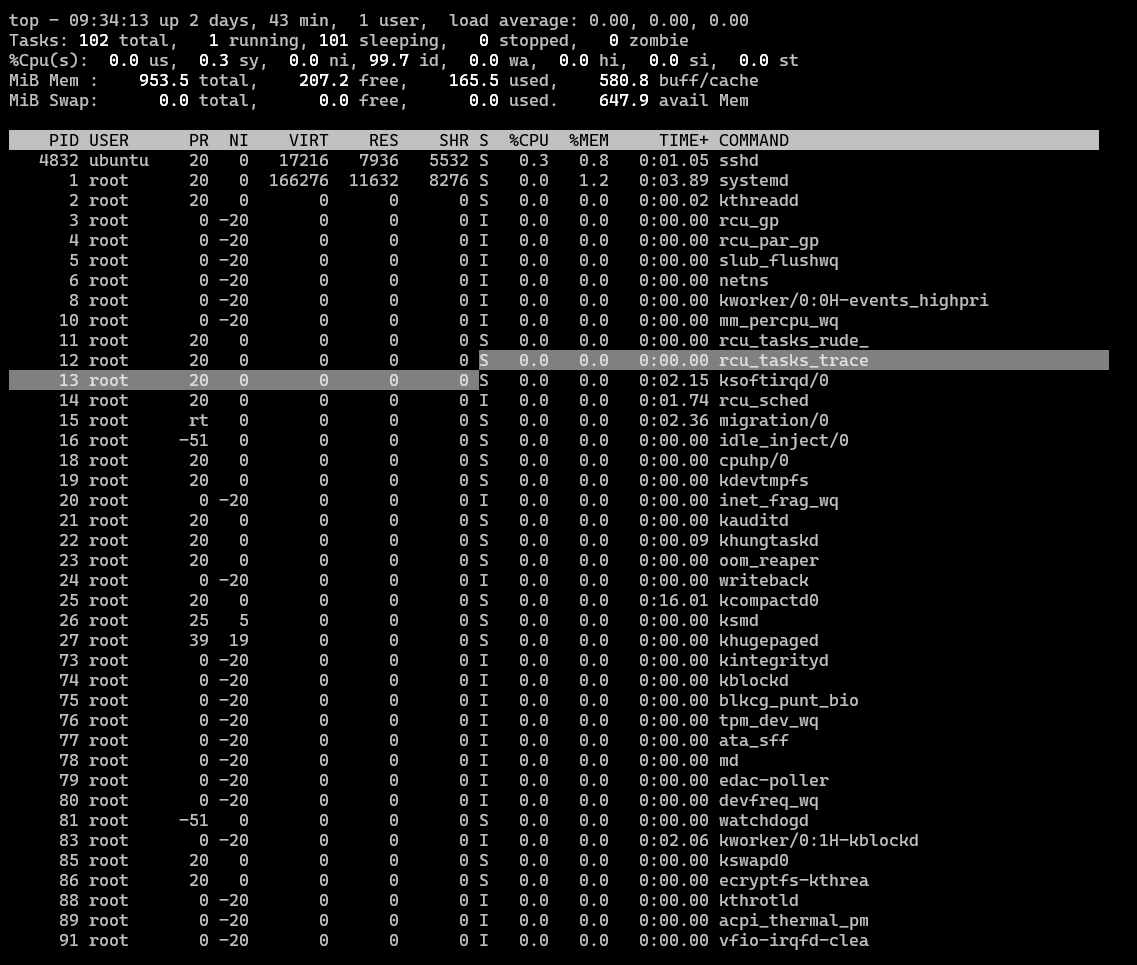 top - 09:34:13 up 2 days, 43 min,  1 user,  load average: 0.00, 0.00, 0.00
Tasks: 102 total,   1 running, 101 sleeping,   0 stopped,   0 zombie
%Cpu(s):  0.0 us,  0.3 sy,  0.0 ni, 99.7 id,  0.0 wa,  0.0 hi,  0.0 si,  0.0 st
MiB Mem :    953.5 total,    207.2 free,    165.5 used,    580.8 buff/cache
MiB Swap:      0.0 total,      0.0 free,      0.0 used.    647.9 avail Mem
PID USER      PR  NI    VIRT    RES    SHR S  %CPU  %MEM     TIME+ COMMAND
4832 ubuntu    20   0   17216   7936   5532 S   0.3   0.8   0:01.05 sshd
1 root      20   0  166276  11632   8276 S   0.0   1.2   0:03.89 systemd
2 root      20   0       0      0      0 S   0.0   0.0   0:00.02 kthreadd
3 root       0 -20       0      0      0 I   0.0   0.0   0:00.00 rcu_gp
4 root       0 -20       0      0      0 I   0.0   0.0   0:00.00 rcu_par_gp
5 root       0 -20       0      0      0 I   0.0   0.0   0:00.00 slub_flushwq
6 root       0 -20       0      0      0 I   0.0   0.0   0:00.00 netns
8 root       0 -20       0      0      0 I   0.0   0.0   0:00.00 kworker/0:0H-events_highpri
10 root       0 -20       0      0      0 I   0.0   0.0   0:00.00 mm_percpu_wq
11 root      20   0       0      0      0 S   0.0   0.0   0:00.00 rcu_tasks_rude_
12 root      20   0       0      0      0 S   0.0   0.0   0:00.00 rcu_tasks_trace
13 root      20   0       0      0      0 S   0.0   0.0   0:02.15 ksoftirqd/0
14 root      20   0       0      0      0 I   0.0   0.0   0:01.74 rcu_sched
15 root      rt   0       0      0      0 S   0.0   0.0   0:02.36 migration/0
16 root     -51   0       0      0      0 S   0.0   0.0   0:00.00 idle_inject/0
18 root      20   0       0      0      0 S   0.0   0.0   0:00.00 cpuhp/0
19 root      20   0       0      0      0 S   0.0   0.0   0:00.00 kdevtmpfs
20 root       0 -20       0      0      0 I   0.0   0.0   0:00.00 inet_frag_wq
21 root      20   0       0      0      0 S   0.0   0.0   0:00.00 kauditd
22 root      20   0       0      0      0 S   0.0   0.0   0:00.09 khungtaskd
23 root      20   0       0      0      0 S   0.0   0.0   0:00.00 oom_reaper
24 root       0 -20       0      0      0 I   0.0   0.0   0:00.00 writeback
25 root      20   0       0      0      0 S   0.0   0.0   0:16.01 kcompactd0
26 root      25   5       0      0      0 S   0.0   0.0   0:00.00 ksmd
27 root      39  19       0      0      0 S   0.0   0.0   0:00.00 khugepaged
73 root       0 -20       0      0      0 I   0.0   0.0   0:00.00 kintegrityd
74 root       0 -20       0      0      0 I   0.0   0.0   0:00.00 kblockd
75 root       0 -20       0      0      0 I   0.0   0.0   0:00.00 blkcg_punt_bio
76 root       0 -20       0      0      0 I   0.0   0.0   0:00.00 tpm_dev_wq
77 root       0 -20       0      0      0 I   0.0   0.0   0:00.00 ata_sff
78 root       0 -20       0      0      0 I   0.0   0.0   0:00.00 md
79 root       0 -20       0      0      0 I   0.0   0.0   0:00.00 edac-poller
80 root       0 -20       0      0      0 I   0.0   0.0   0:00.00 devfreq_wq
81 root     -51   0       0      0      0 S   0.0   0.0   0:00.00 watchdogd
83 root       0 -20       0      0      0 I   0.0   0.0   0:02.06 kworker/0:1H-kblockd
85 root      20   0       0      0      0 S   0.0   0.0   0:00.00 kswapd0
86 root      20   0       0      0      0 S   0.0   0.0   0:00.00 ecryptfs-kthrea
88 root       0 -20       0      0      0 I   0.0   0.0   0:00.00 kthrotld
89 root       0 -20       0      0      0 I   0.0   0.0   0:00.00 acpi_thermal_pm
91 root       0 -20       0      0      0 I   0.0   0.0   0:00.00 vfio-irqfd-clea